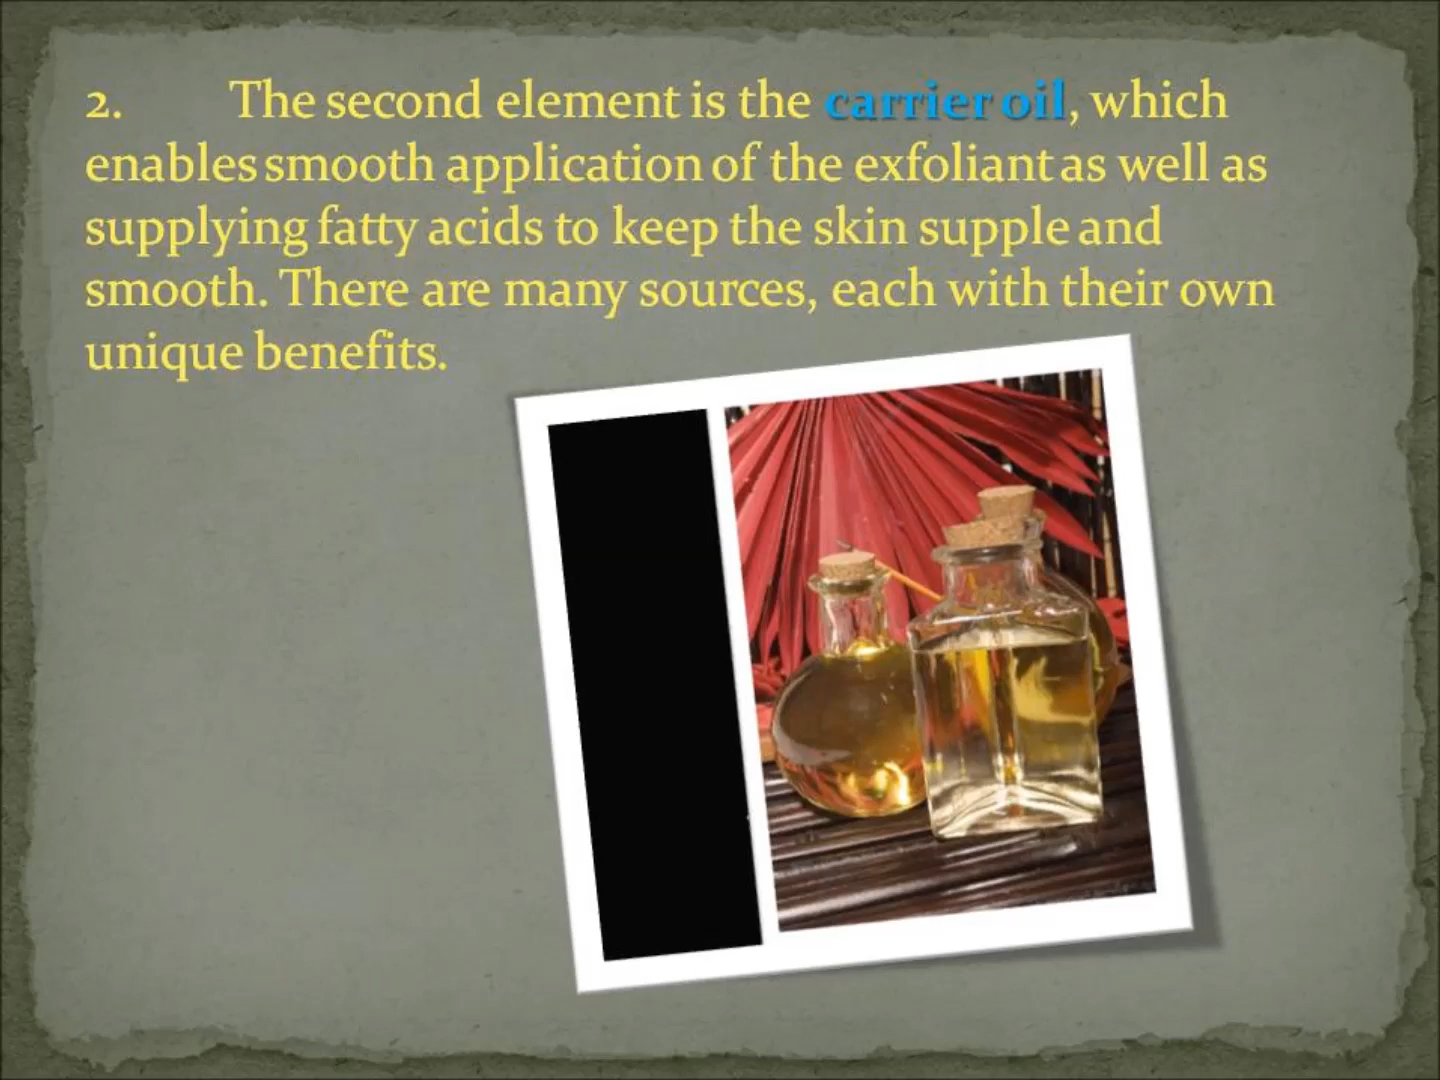 2. The second element is the carrier oil, which
enables smooth application of the exfoliant as well as
supplying fatty acids to keep the skin supple and
smooth. There are many sources, each with their own
unique benefits.